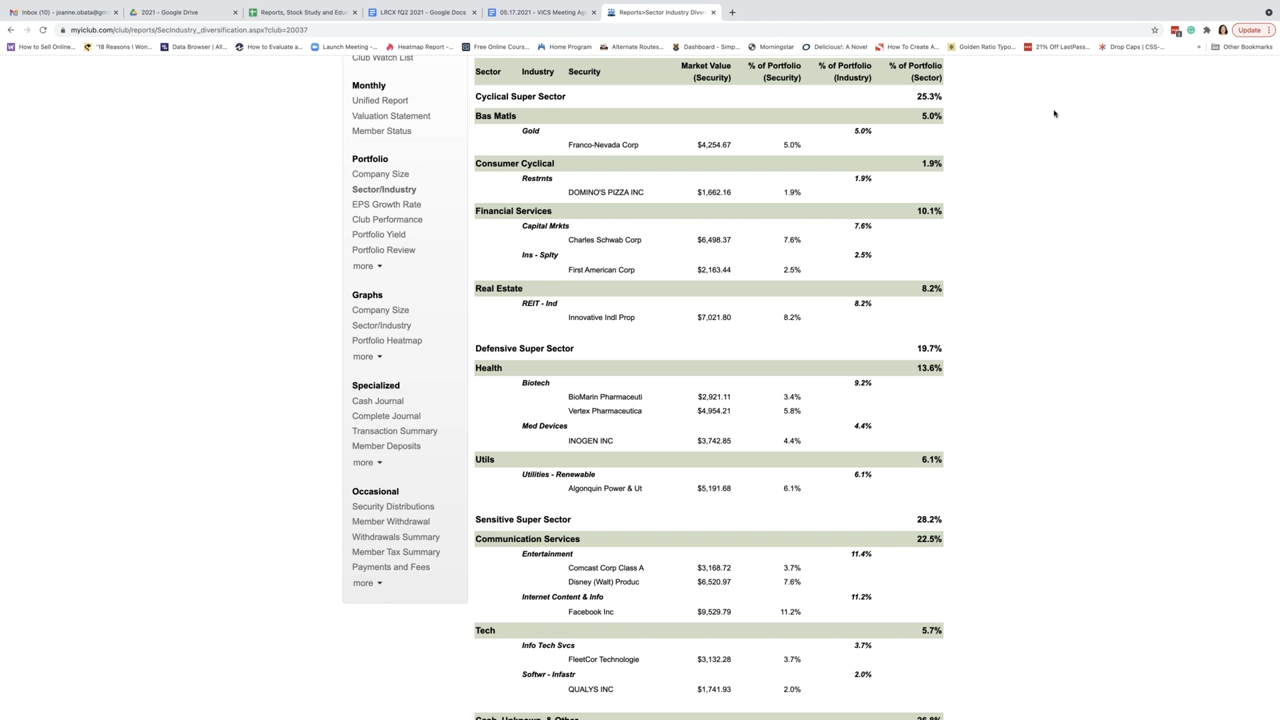 Inbox (10) - joanne.obata@gm
2021 - Google Drive
Reports, Stock Study and Edu
LRCX fQ2 2021 - Google Docs
05.17.2021 - VICS Meeting Ag
Reports>Sector Industry Diver
myiclub.com/club/reports/SecIndustry_diversification.aspx?club=20037
Update
How to Sell Online...
'18 Reasons I Won...
Data Browser | All...
How to Evaluate a...
Launch Meeting -...
Heatmap Report -...
Free Online Cours...
Home Program
Alternate Routes...
Dashboard - Simp...
Morningstar
Delicious!: A Novel
How To Create A...
Golden Ratio Typo...
21% Off LastPass...
Drop Caps | CSS-...
» Other Bookmarks
Club Watch List
Monthly
Unified Report
Valuation Statement
Member Status
Portfolio
Company Size
Sector/Industry
EPS Growth Rate
Club Performance
Portfolio Yield
Portfolio Review
more
Graphs
Company Size
Sector/Industry
Portfolio Heatmap
more
Specialized
Cash Journal
Complete Journal
Transaction Summary
Member Deposits
more
Occasional
Security Distributions
Member Withdrawal
Withdrawals Summary
Member Tax Summary
Payments and Fees
more
Sector Industry Security Market Value (Security) % of Portfolio (Security) % of Portfolio (Industry) % of Portfolio (Sector)
Cyclical Super Sector 25.3%
Bas Matls 5.0%
Gold 5.0%
Franco-Nevada Corp $4,254.67 5.0%
Consumer Cyclical 1.9%
Restrnts 1.9%
DOMINO'S PIZZA INC $1,662.16 1.9%
Financial Services 10.1%
Capital Mrkts 7.6%
Charles Schwab Corp $6,498.37 7.6%
Ins - Splty 2.5%
First American Corp $2,163.44 2.5%
Real Estate 8.2%
REIT - Ind 8.2%
Innovative Indl Prop $7,021.80 8.2%
Defensive Super Sector 19.7%
Health 13.6%
Biotech 9.2%
BioMarin Pharmaceuti $2,921.11 3.4%
Vertex Pharmaceutica $4,954.21 5.8%
Med Devices 4.4%
INOGEN INC $3,742.85 4.4%
Utils 6.1%
Utilities - Renewable 6.1%
Algonquin Power & Ut $5,191.68 6.1%
Sensitive Super Sector 28.2%
Communication Services 22.5%
Entertainment 11.4%
Comcast Corp Class A $3,168.72 3.7%
Disney (Walt) Produc $6,520.97 7.6%
Internet Content & Info 11.2%
Facebook Inc $9,529.79 11.2%
Tech 5.7%
Info Tech Svcs 3.7%
FleetCor Technologie $3,132.28 3.7%
Softwr - Infastr 2.0%
QUALYS INC $1,741.93 2.0%
Cash, Unknown, & Other 26.8%